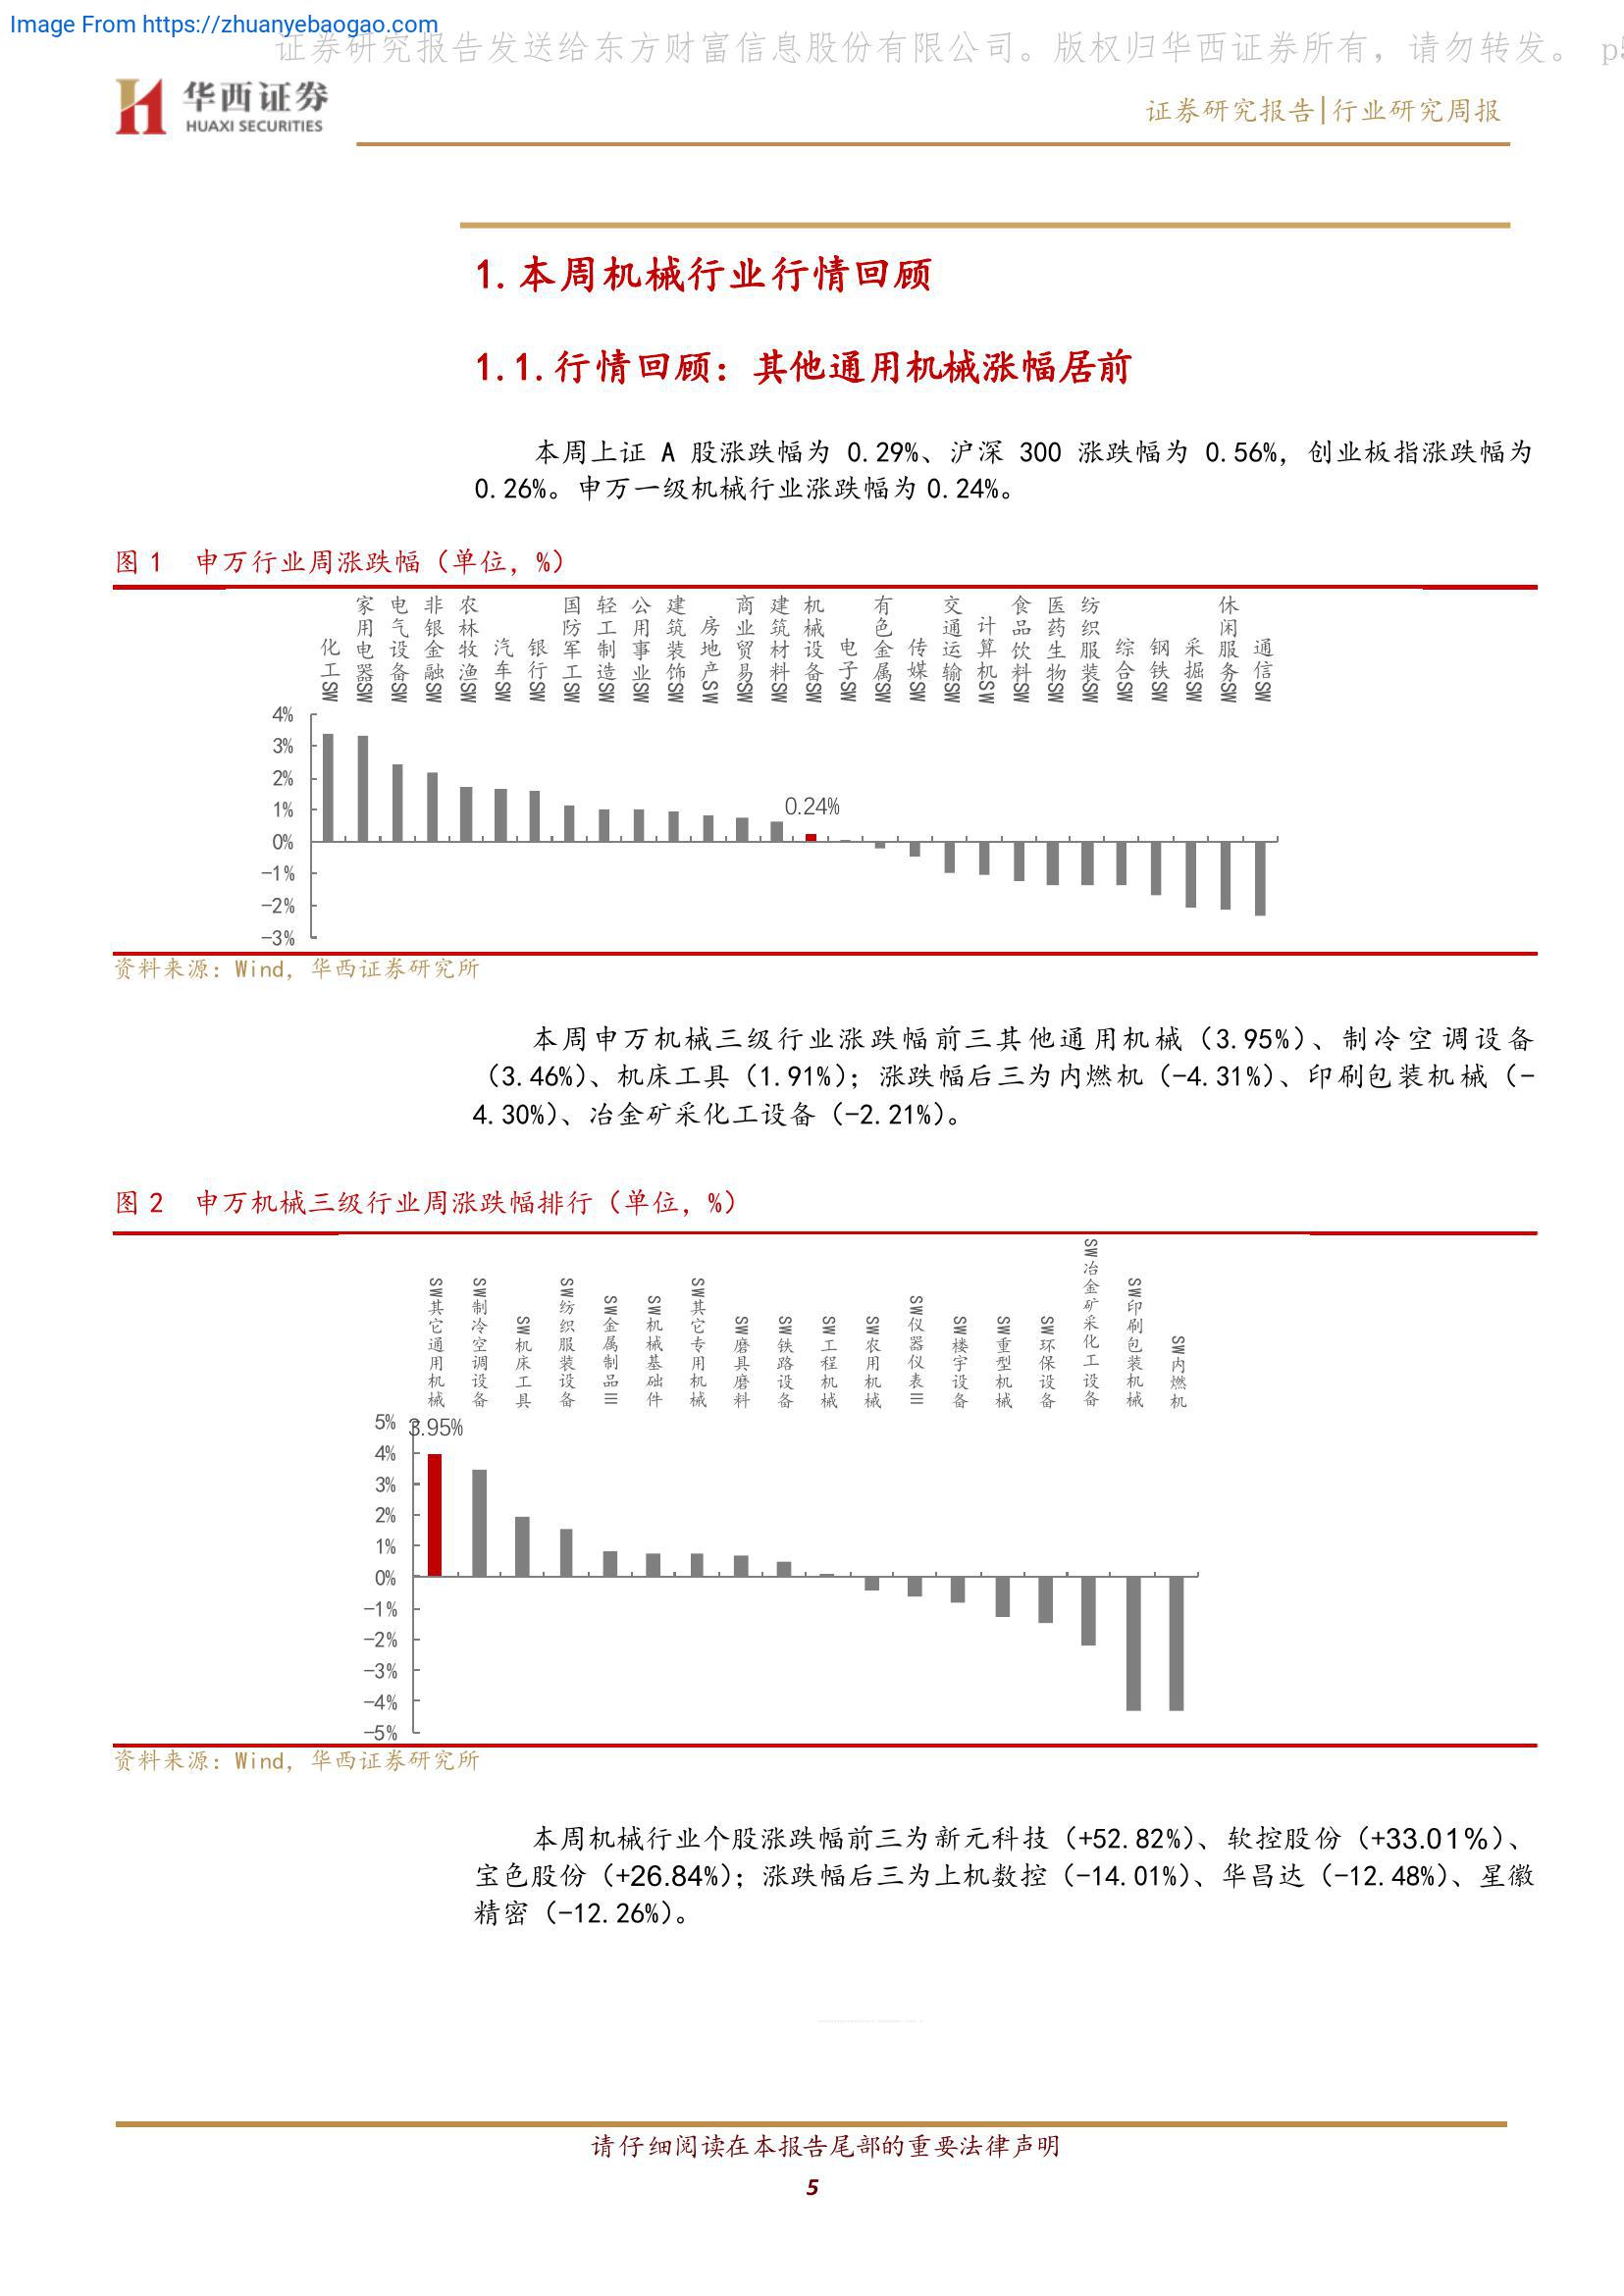 Image From https://zhuanyebaogao.com
证券研究报告发送给东方财富信息股份有限公司。版权归华西证券所有，请勿转发。 p5
华西证券
HUAXI SECURITIES
证券研究报告|行业研究周报
1.本周机械行业行情回顾
1.1.行情回顾：其他通用机械涨幅居前
本周上证 A 股涨跌幅为 0.29%、沪深 300 涨跌幅为 0.56%，创业板指涨跌幅为
0.26%。申万一级机械行业涨跌幅为 0.24%。
图 1 申万行业周涨跌幅（单位，%）
化工SW
家用电器SW
电气设备SW
非银金融SW
农林牧渔SW
汽车SW
银行SW
国防军工SW
轻工制造SW
公用事业SW
建筑装饰SW
房地产SW
商业贸易SW
建筑材料SW
机械设备SW
电子SW
有色金属SW
传媒SW
交通运输SW
计算机SW
食品饮料SW
医药生物SW
纺织服装SW
综合SW
钢铁SW
采掘SW
休闲服务SW
通信SW
4%
3%
2%
1%
0%
-1%
-2%
-3%
0.24%
资料来源：Wind，华西证券研究所
本周申万机械三级行业涨跌幅前三其他通用机械（3.95%）、制冷空调设备
（3.46%）、机床工具（1.91%）；涨跌幅后三为内燃机（-4.31%）、印刷包装机械（-
4.30%）、冶金矿采化工设备（-2.21%）。
图 2 申万机械三级行业周涨跌幅排行（单位，%）
SW其它通用机械
SW制冷空调设备
SW机床工具
SW纺织服装设备
SW金属制品Ⅲ
SW机械基础件
SW其它专用机械
SW磨具磨料
SW铁路设备
SW工程机械
SW农用机械
SW仪器仪表Ⅲ
SW楼宇设备
SW重型机械
SW环保设备
SW冶金矿采化工设备
SW印刷包装机械
SW内燃机
5%
4%
3%
2%
1%
0%
-1%
-2%
-3%
-4%
-5%
3.95%
资料来源：Wind，华西证券研究所
本周机械行业个股涨跌幅前三为新元科技（+52.82%）、软控股份（+33.01%）、
宝色股份（+26.84%）；涨跌幅后三为上机数控（-14.01%）、华昌达（-12.48%）、星徽
精密（-12.26%）。
请仔细阅读在本报告尾部的重要法律声明
5